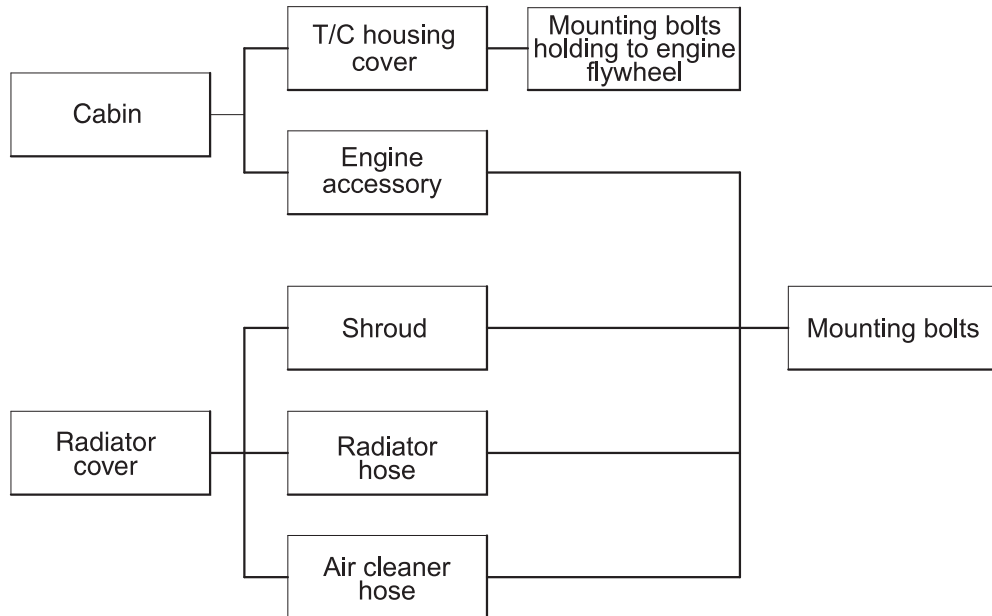 T/C housing
cover
Mounting bolts
holding to engine
flywheel
Cabin
Engine
accessory
Shroud
Mounting bolts
Radiator
cover
Radiator
hose
Air cleaner
hose